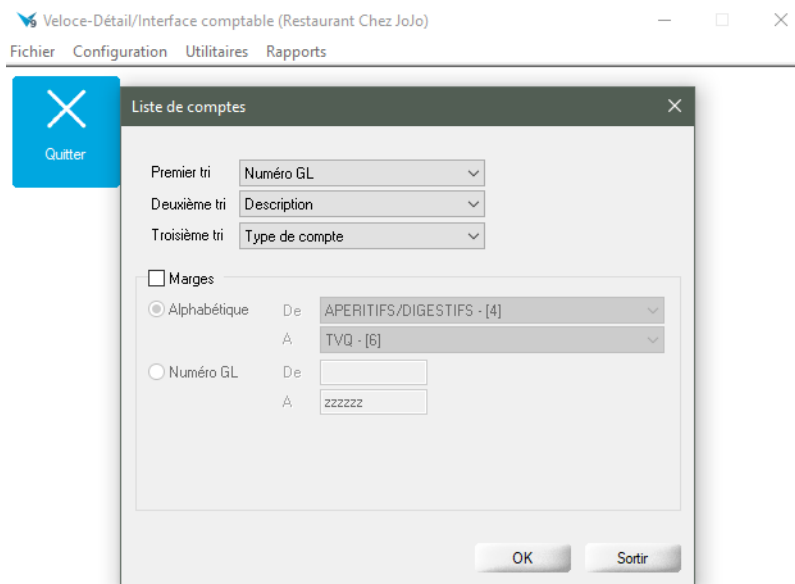 Veloce-Détail/Interface comptable (Restaurant Chez JoJo)
Fichier Configuration Utilitaires Rapports
Quitter
Liste de comptes
Premier tri Numéro GL
Deuxième tri Description
Troisième tri Type de compte
Marges
Alphabétique De APERITIFS/DIGESTIFS - [4]
A TVQ - [6]
Numéro GL De
A zzzzzz
OK Sortir